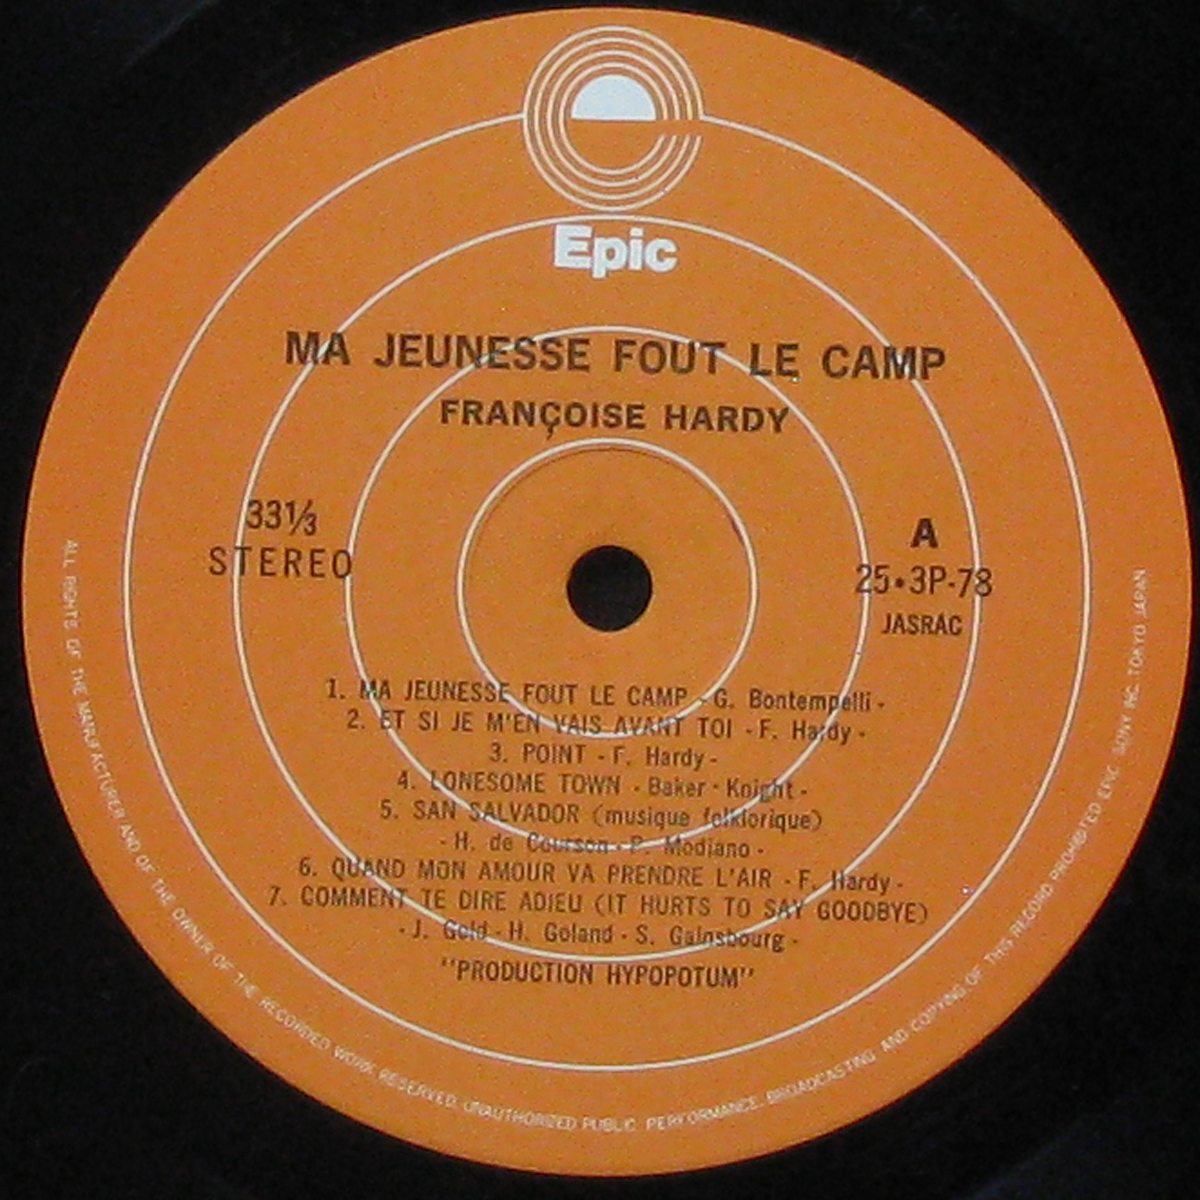 Epic
MA JEUNESSE FOUT LE CAMP
FRANÇOISE HARDY
33⅓
STEREO
A
25•3P-78
JASRAC
1. MA JEUNESSE FOUT LE CAMP - G. Bontempelli -
2. ET SI JE M'EN VAIS AVANT TOI - F. Hardy -
3. POINT - F. Hardy -
4. LONESOME TOWN - Baker · Knight -
5. SAN SALVADOR (musique folklorique)
- H. de Courson - P. Modiano -
6. QUAND MON AMOUR VA PRENDRE L'AIR - F. Hardy -
7. COMMENT TE DIRE ADIEU (IT HURTS TO SAY GOODBYE)
- J. Gold - H. Goland - S. Gainsbourg -
"PRODUCTION HYPOPOTUM"
ALL RIGHTS OF THE MANUFACTURER AND OF THE OWNER OF THE RECORDED WORK RESERVED. UNAUTHORIZED PUBLIC PERFORMANCE, BROADCASTING AND COPYING OF THIS RECORD PROHIBITED EPIC SONY INC. TOKYO JAPAN